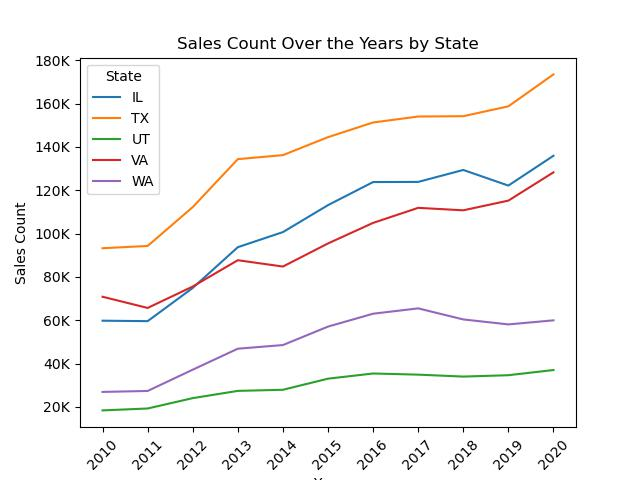 Sales Count Over the Years by State
180K
160K
140K
120K
100K
80K
60K
40K
20K
Sales Count
State
IL
TX
UT
VA
WA
2010
2011
2012
2013
2014
2015
2016
2017
2018
2019
2020